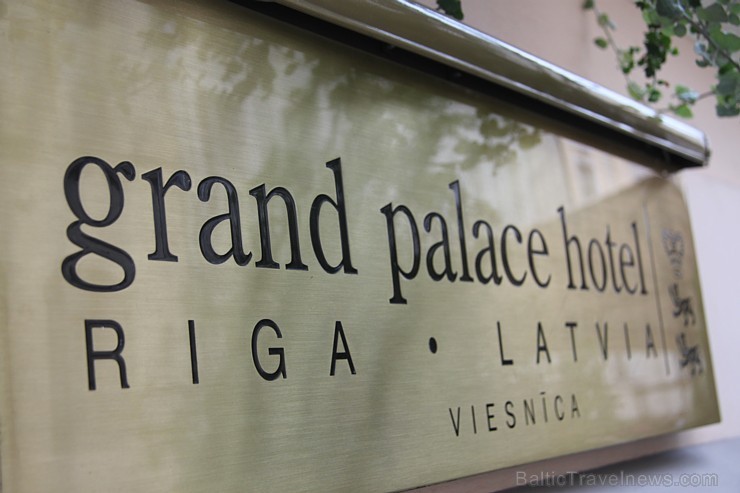 grand palace hotel
RIGA • LATVIA
VIESNĪCA
BalticTravelnews.com